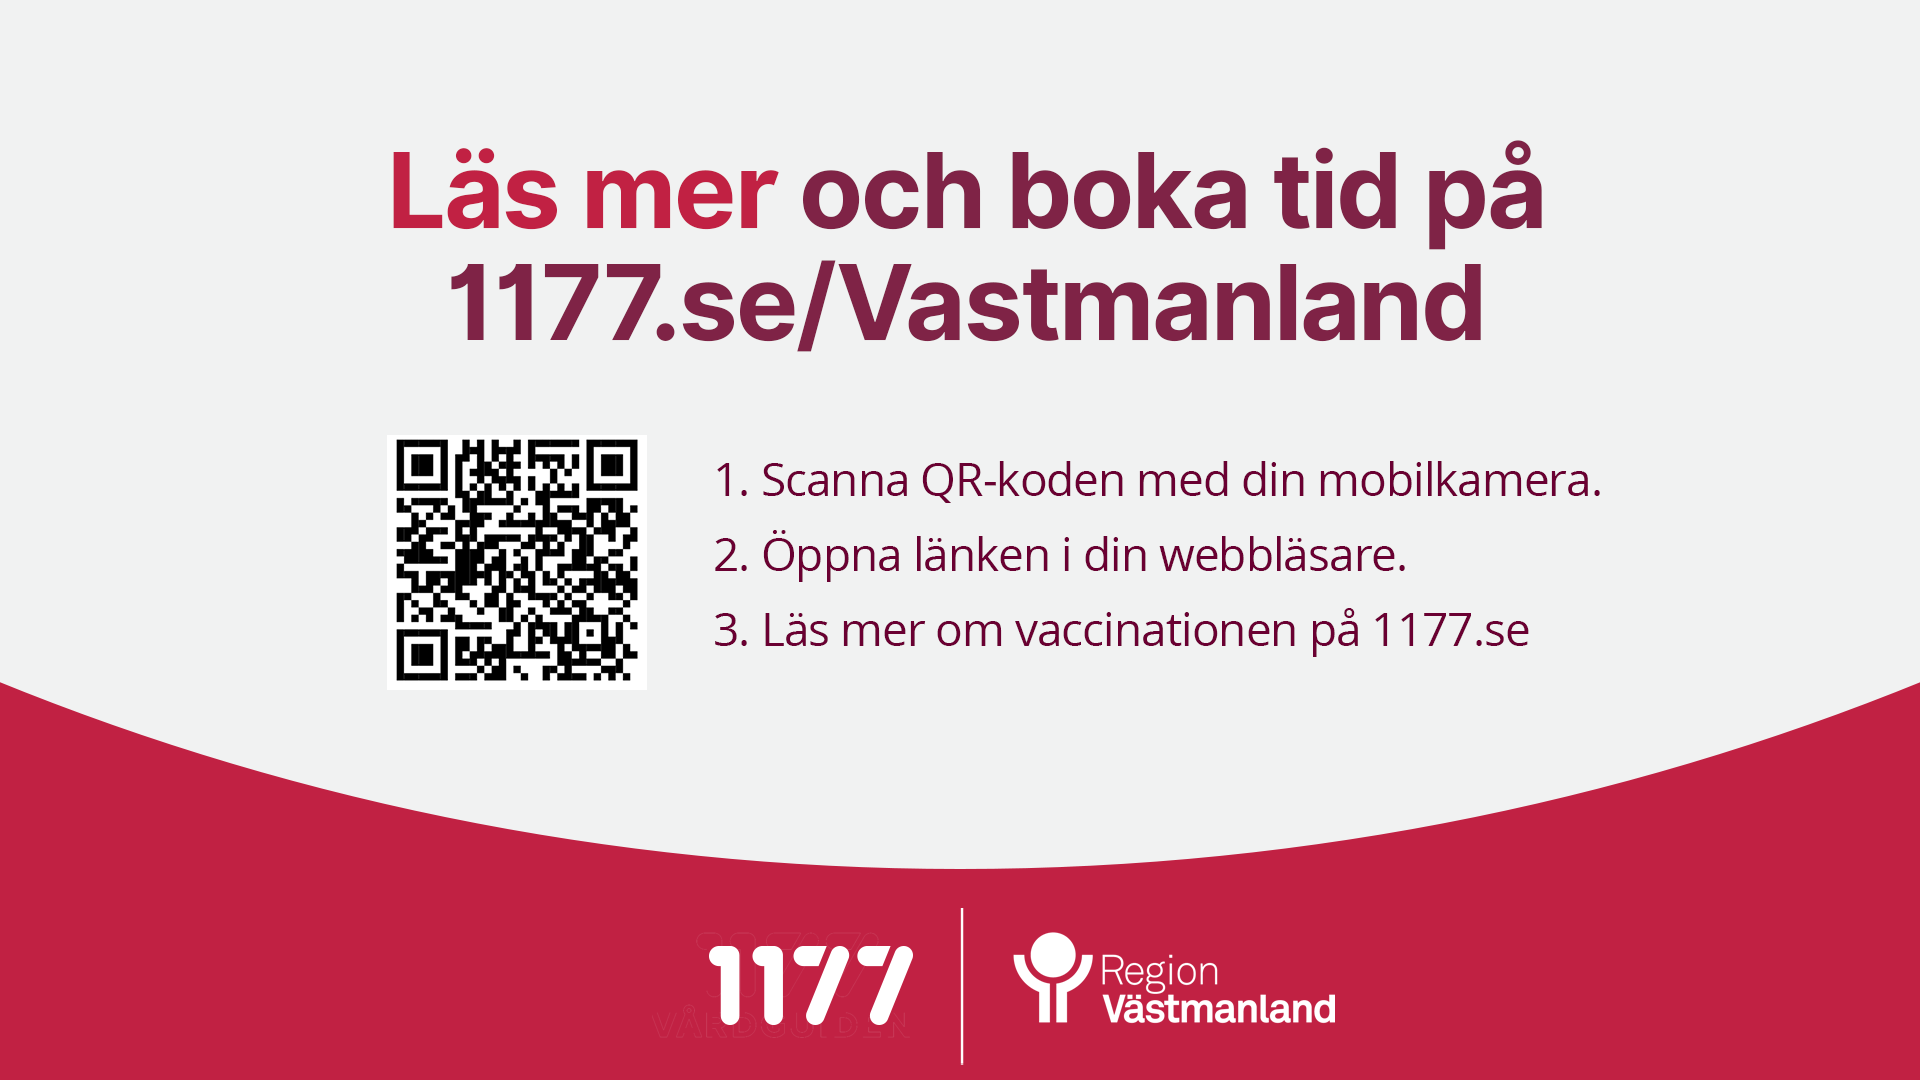 Läs mer och boka tid på
1177.se/Vastmanland
1. Scanna QR-koden med din mobilkamera.
2. Öppna länken i din webbläsare.
3. Läs mer om vaccinationen på 1177.se
1177
VÅRDGUIDEN
Region
Västmanland